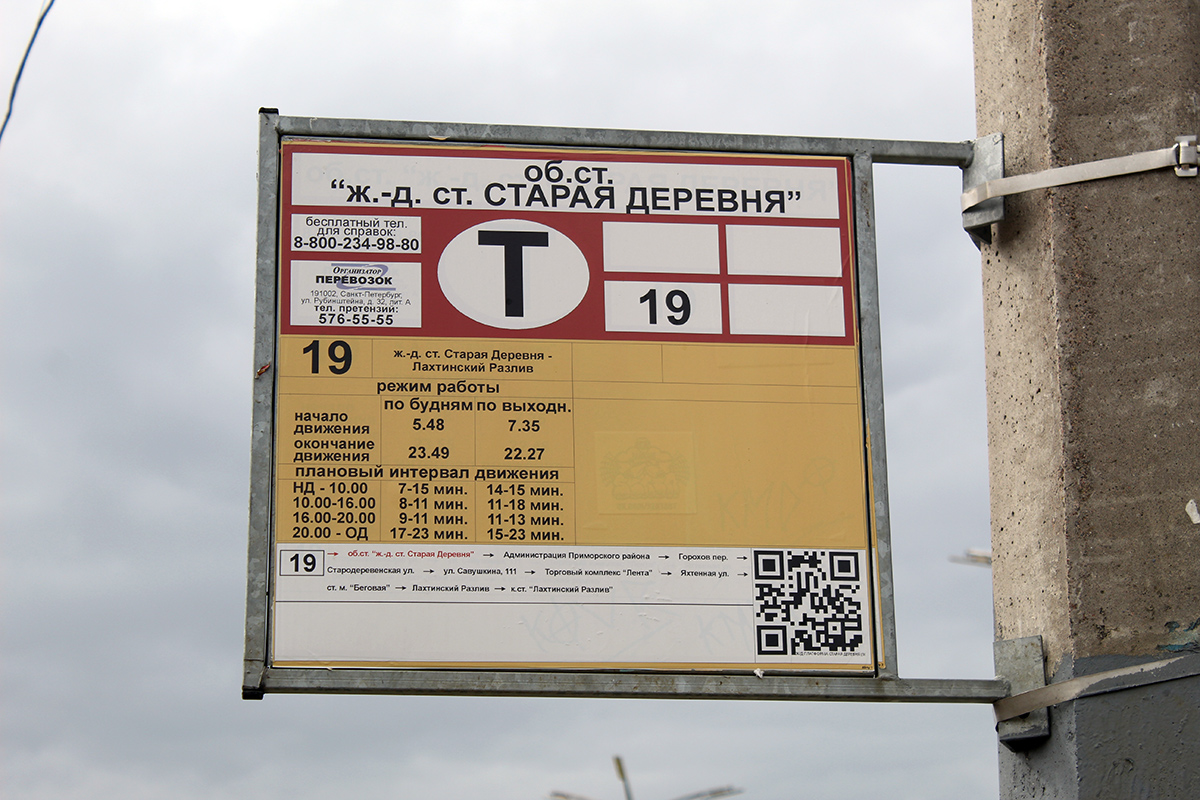 об.ст.
“ж.-д. ст. СТАРАЯ ДЕРЕВНЯ”
бесплатный тел.
для справок:
8-800-234-98-80
Организатор
ПЕРЕВОЗОК
191002, Санкт-Петербург,
ул. Рубинштейна, д. 32, лит. А
тел. претензий:
576-55-55
Т
19
19
ж.-д. ст. Старая Деревня -
Лахтинский Разлив
режим работы
по будням по выходн.
начало
движения 5.48 7.35
окончание
движения 23.49 22.27
плановый интервал движения
НД - 10.00 7-15 мин. 14-15 мин.
10.00-16.00 8-11 мин. 11-18 мин.
16.00-20.00 9-11 мин. 11-13 мин.
20.00 - ОД 17-23 мин. 15-23 мин.
19 → об.ст. “ж.-д. ст. Старая Деревня” → Администрация Приморского района → Горохов пер. →
Стародеревенская ул. → ул. Савушкина, 111 → Торговый комплекс “Лента” → Яхтенная ул. →
ст. м. “Беговая” → Лахтинский Разлив → к.ст. “Лахтинский Разлив”